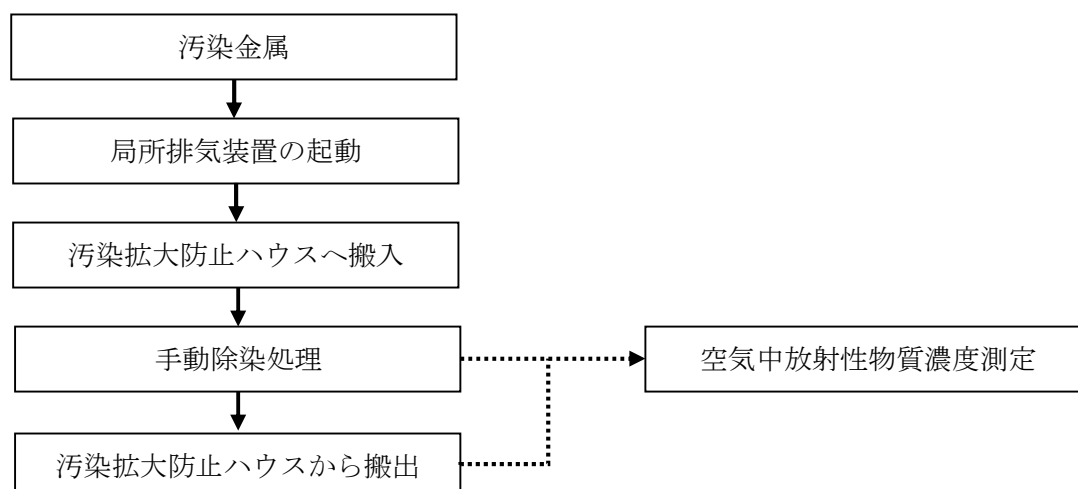 汚染金属
局所排気装置の起動
汚染拡大防止ハウスへ搬入
手動除染処理
空気中放射性物質濃度測定
汚染拡大防止ハウスから搬出